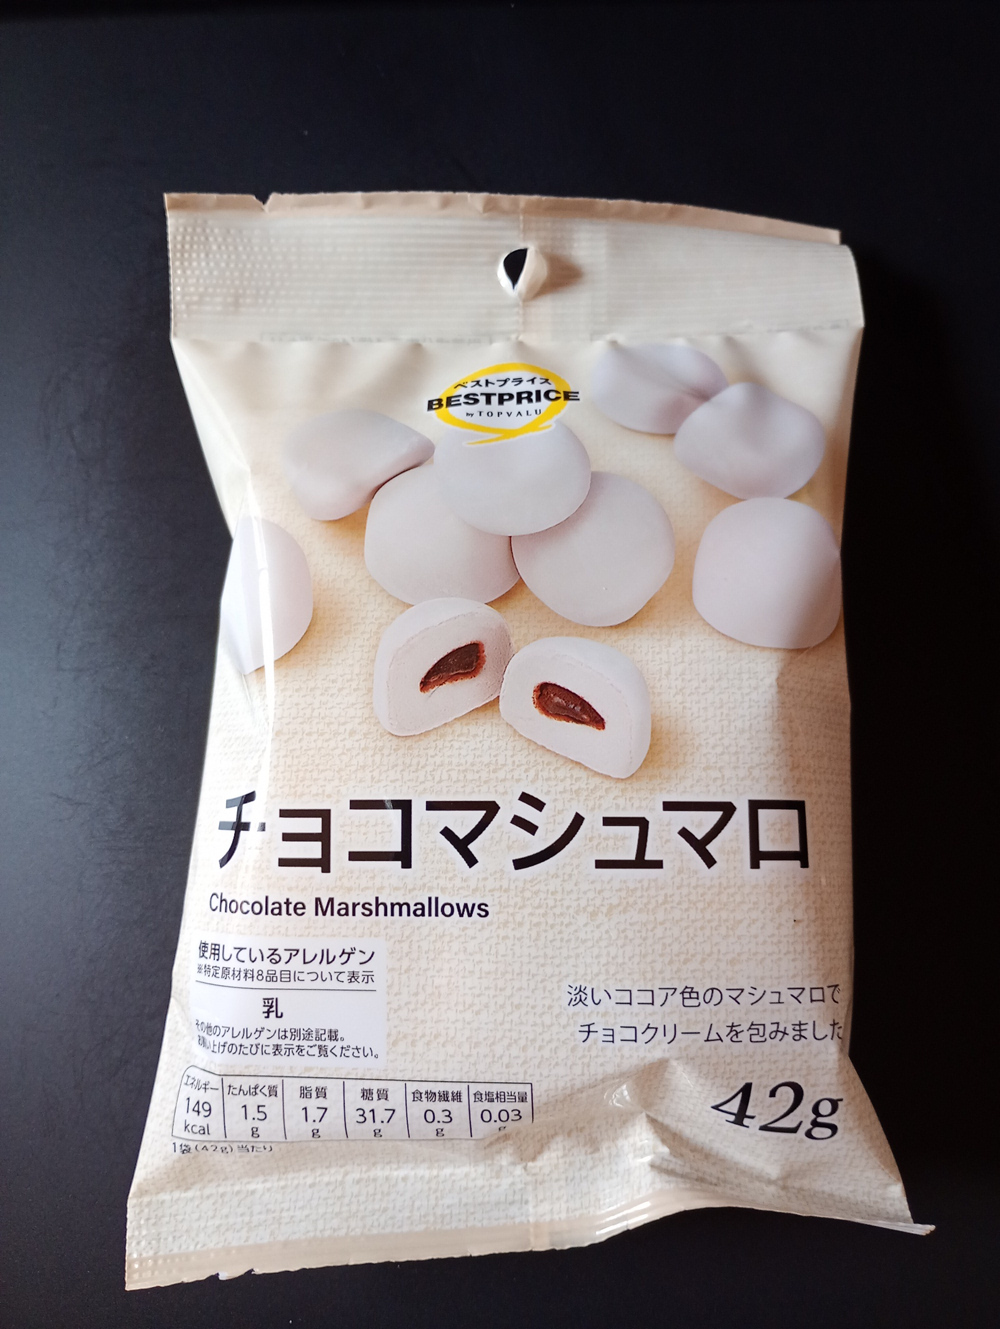 ベストプライス
BESTPRICE
by TOPVALU
チョコマシュマロ
Chocolate Marshmallows
使用しているアレルゲン
※特定原材料8品目について表示
乳
その他のアレルゲンは別途記載。
お買い上げのたびに表示をご覧ください。
淡いココア色のマシュマロで
チョコクリームを包みました
エネルギー たんぱく質 脂質 糖質 食物繊維 食塩相当量
149 1.5 1.7 31.7 0.3 0.03
kcal g g g g g
1袋(42g)当たり
42g